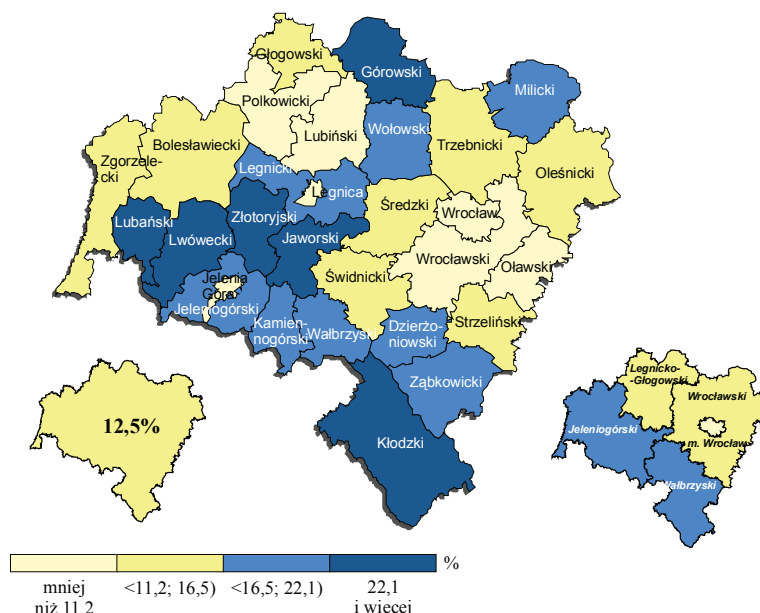 Głogowski
Górowski
Milicki
Polkowicki
Lubiński
Wołowski
Trzebnicki
Bolesławiecki
Zgorzele-
cki
Legnicki
Legnica
Oleśnicki
Średzki
Wrocław
Lubański
Złotoryjski
Lwówecki
Jaworski
Wrocławski
Oławski
Świdnicki
Jelenia
Góra
Jeleniogórski
Kamien-
nogórski
Wałbrzyski
Dzierżo-
niowski
Strzeliński
Ząbkowicki
Kłodzki
12,5%
Legnicko-
-Głogowski
Wrocławski
Jeleniogórski
m. Wrocław
Wałbrzyski
%
mniej
niż 11,2
<11,2; 16,5)
<16,5; 22,1)
22,1
i więcej